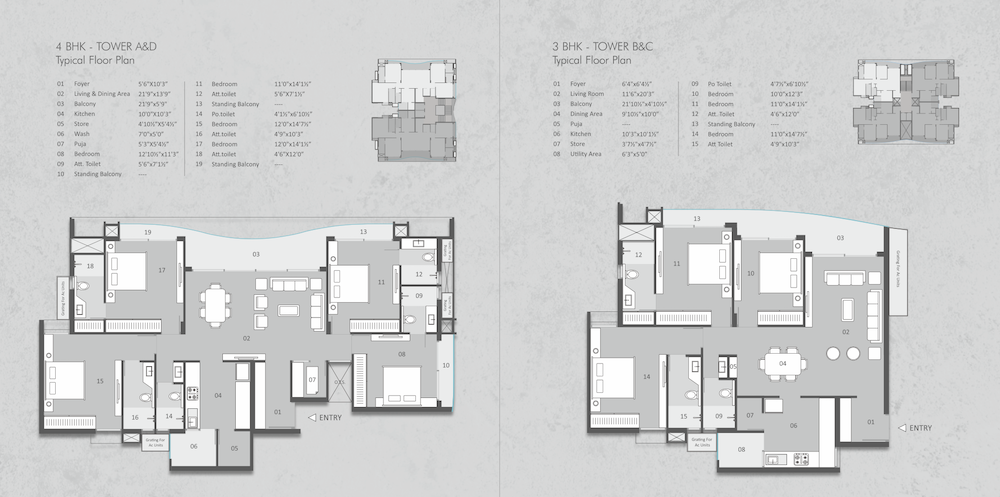 4 BHK - TOWER A&D
Typical Floor Plan
01 Foyer 5'6"X10'3"
02 Living & Dining Area 21'9"x13'9"
03 Balcony 21'9"x5'9"
04 Kitchen 10'0"X10'3"
05 Store 4'10½"X5'4½"
06 Wash 7'0"X5'0"
07 Puja 5'3"X5'4½"
08 Bedroom 12'10½"x11'3"
09 Att. Toilet 5'6"x7'1½"
10 Standing Balcony ----
11 Bedroom 11'0"x14'1½"
12 Att.toilet 5'6"X7'1½"
13 Standing Balcony ----
14 Po.toilet 4'1½"x6'10½"
15 Bedroom 12'0"x14'7½"
16 Att.toilet 4'9"x10'3"
17 Bedroom 12'0"x14'1½"
18 Att.toilet 4'6"X12'0"
19 Standing Balcony ----
19
03
13
18
17
11
12
09
Grating For Ac Units
02
08
10
15
16
14
04
07
01
06
05
Grating For
Ac Units
ENTRY
3 BHK - TOWER B&C
Typical Floor Plan
01 Foyer 6'4"x6'4½"
02 Living Room 11'6"x20'3"
03 Balcony 21'10½"x4'10½"
04 Dining Area 9'10½"x10'0"
05 Puja ----
06 Kitchen 10'3"x10'1½"
07 Store 3'7½"x4'7½"
08 Utility Area 6'3"x5'0"
09 Po Toilet 4'7½"x6'10½"
10 Bedroom 10'0"x12'3"
11 Bedroom 11'0"x14'1½"
12 Att. Toilet 4'6"x12'0"
13 Standing Balcony ----
14 Bedroom 11'0"x14'7½"
15 Att. Toilet 4'9"x10'3"
13
03
12
11
10
Grating For Ac Units
02
04
14
15
05
09
07
06
01
08
Grating For
Ac Units
ENTRY